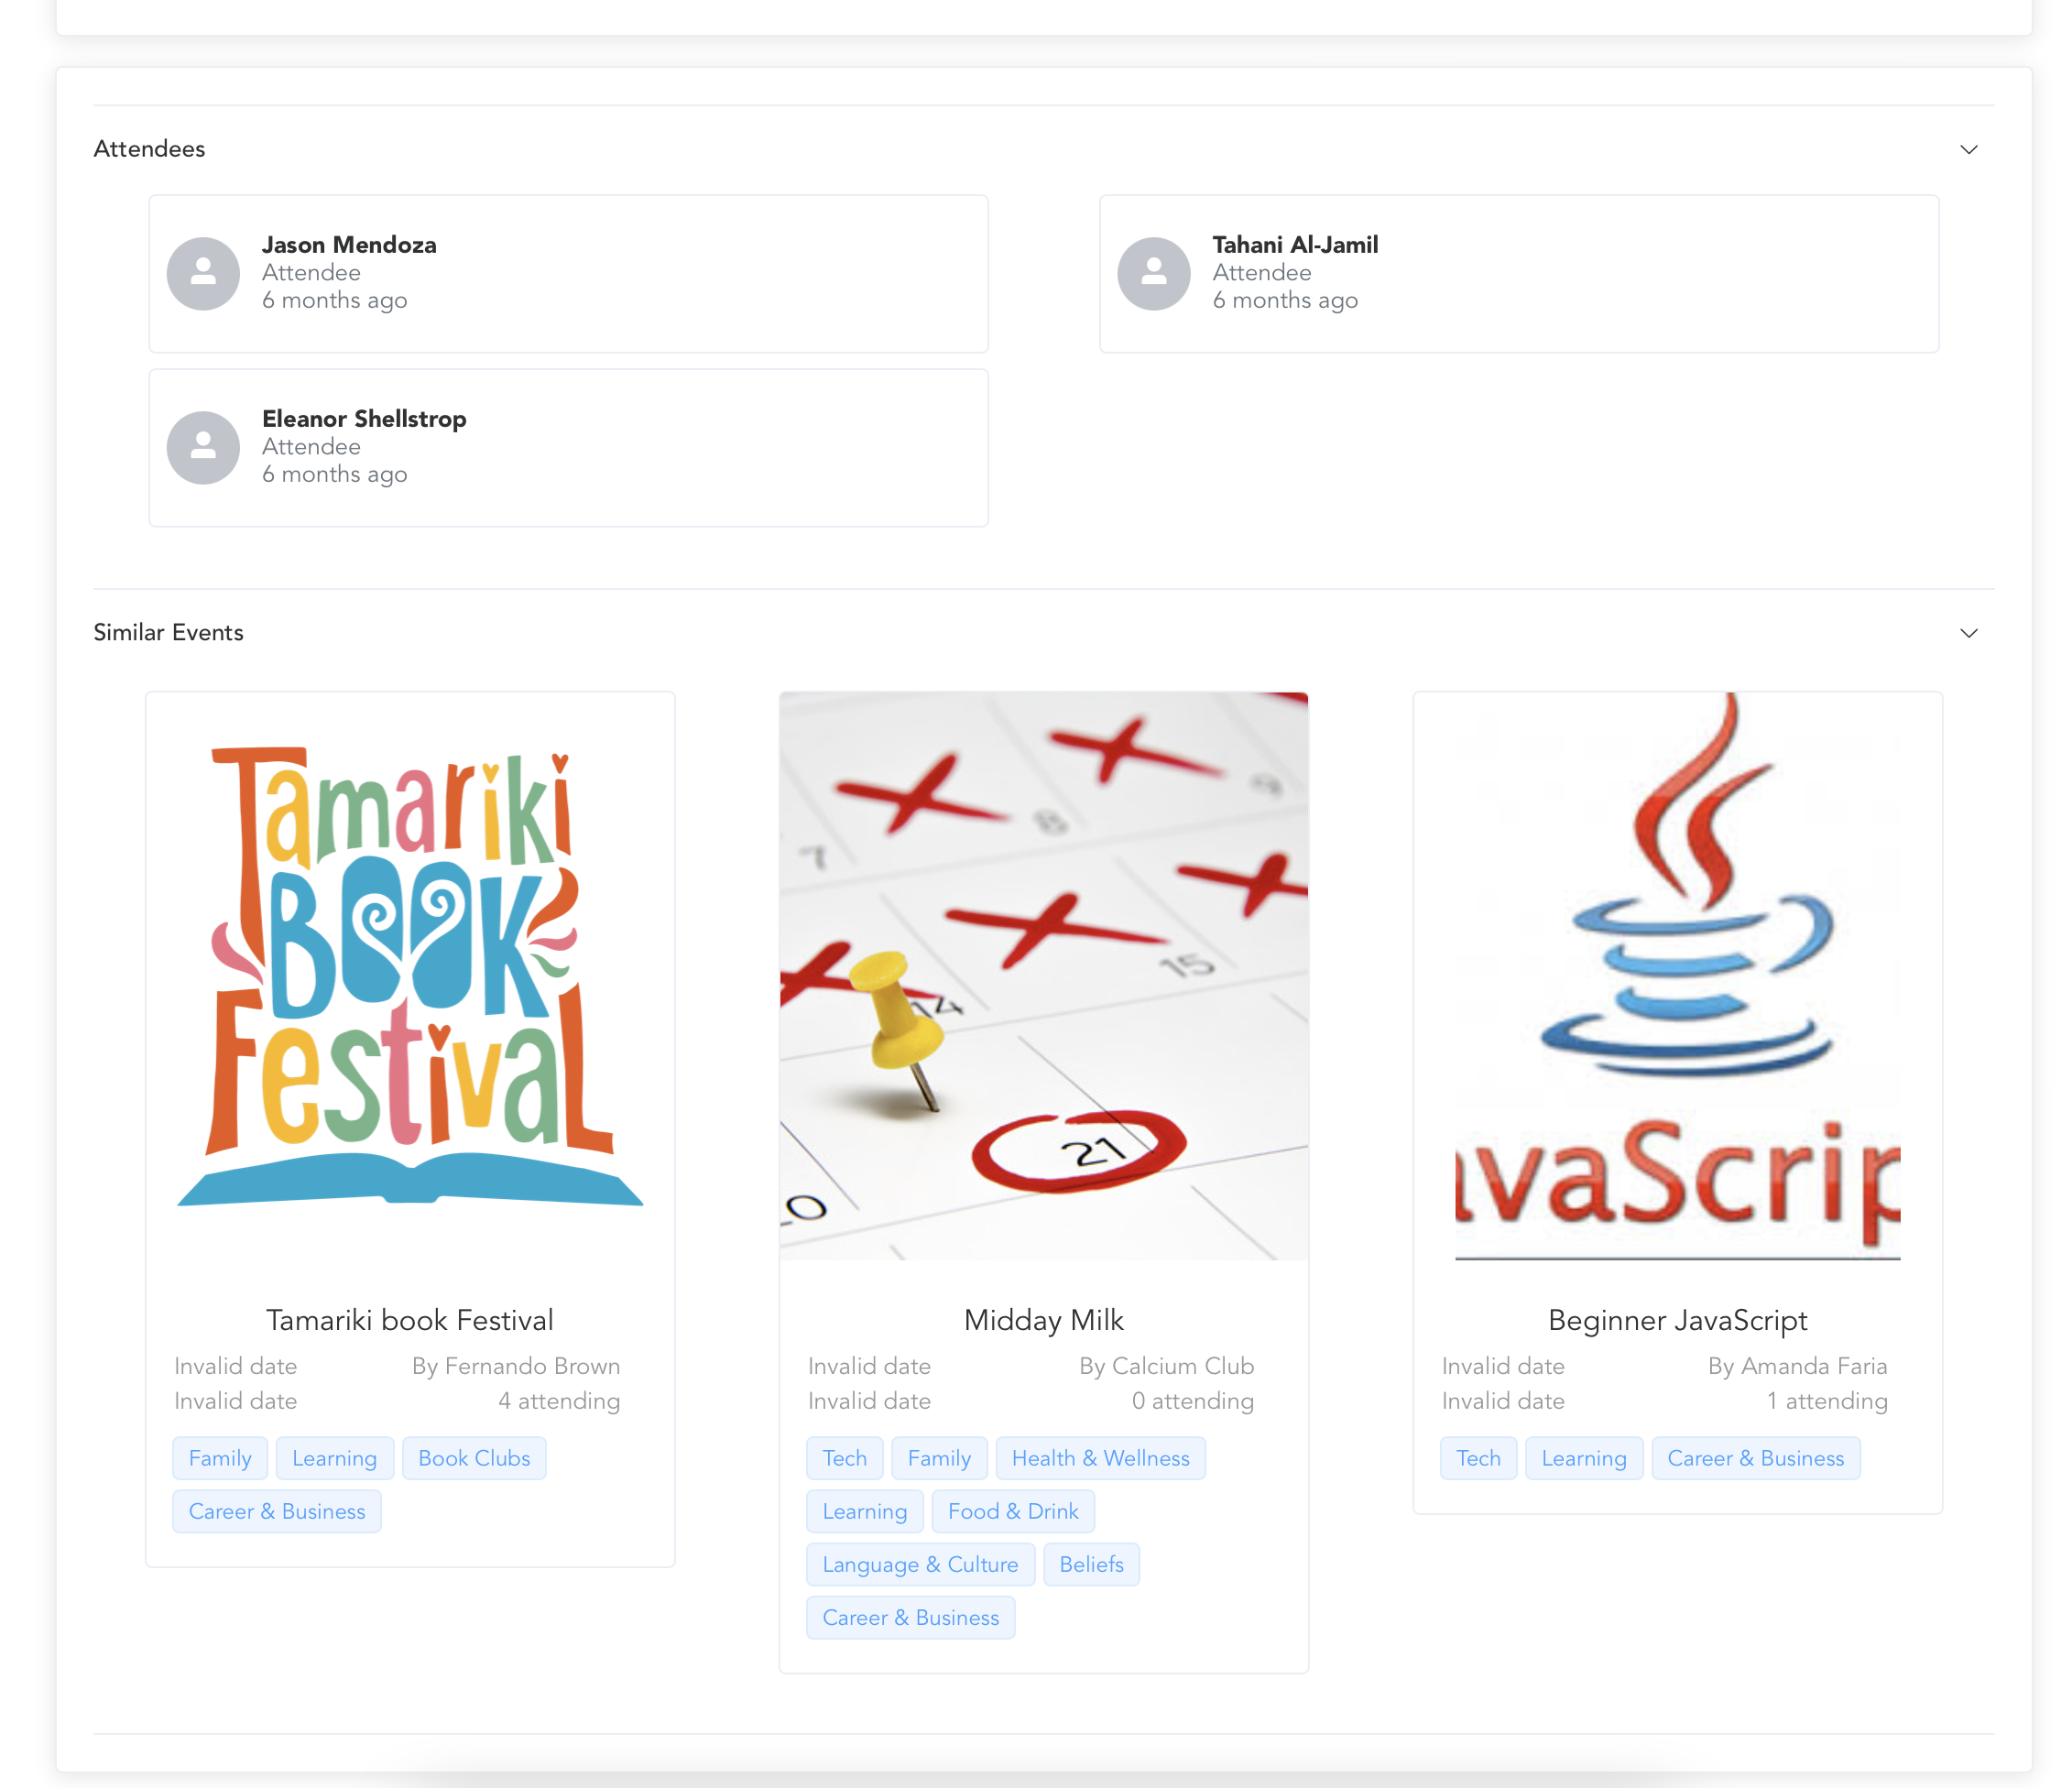 Attendees
Jason Mendoza
Attendee
6 months ago
Tahani Al-Jamil
Attendee
6 months ago
Eleanor Shellstrop
Attendee
6 months ago
Similar Events
Tamariki
BOOK
Festival
Tamariki book Festival
Invalid date
By Fernando Brown
Invalid date
4 attending
Family
Learning
Book Clubs
Career & Business
9
8
7
15
14
21
Midday Milk
Invalid date
By Calcium Club
Invalid date
0 attending
Tech
Family
Health & Wellness
Learning
Food & Drink
Language & Culture
Beliefs
Career & Business
avaScrip
Beginner JavaScript
Invalid date
By Amanda Faria
Invalid date
1 attending
Tech
Learning
Career & Business